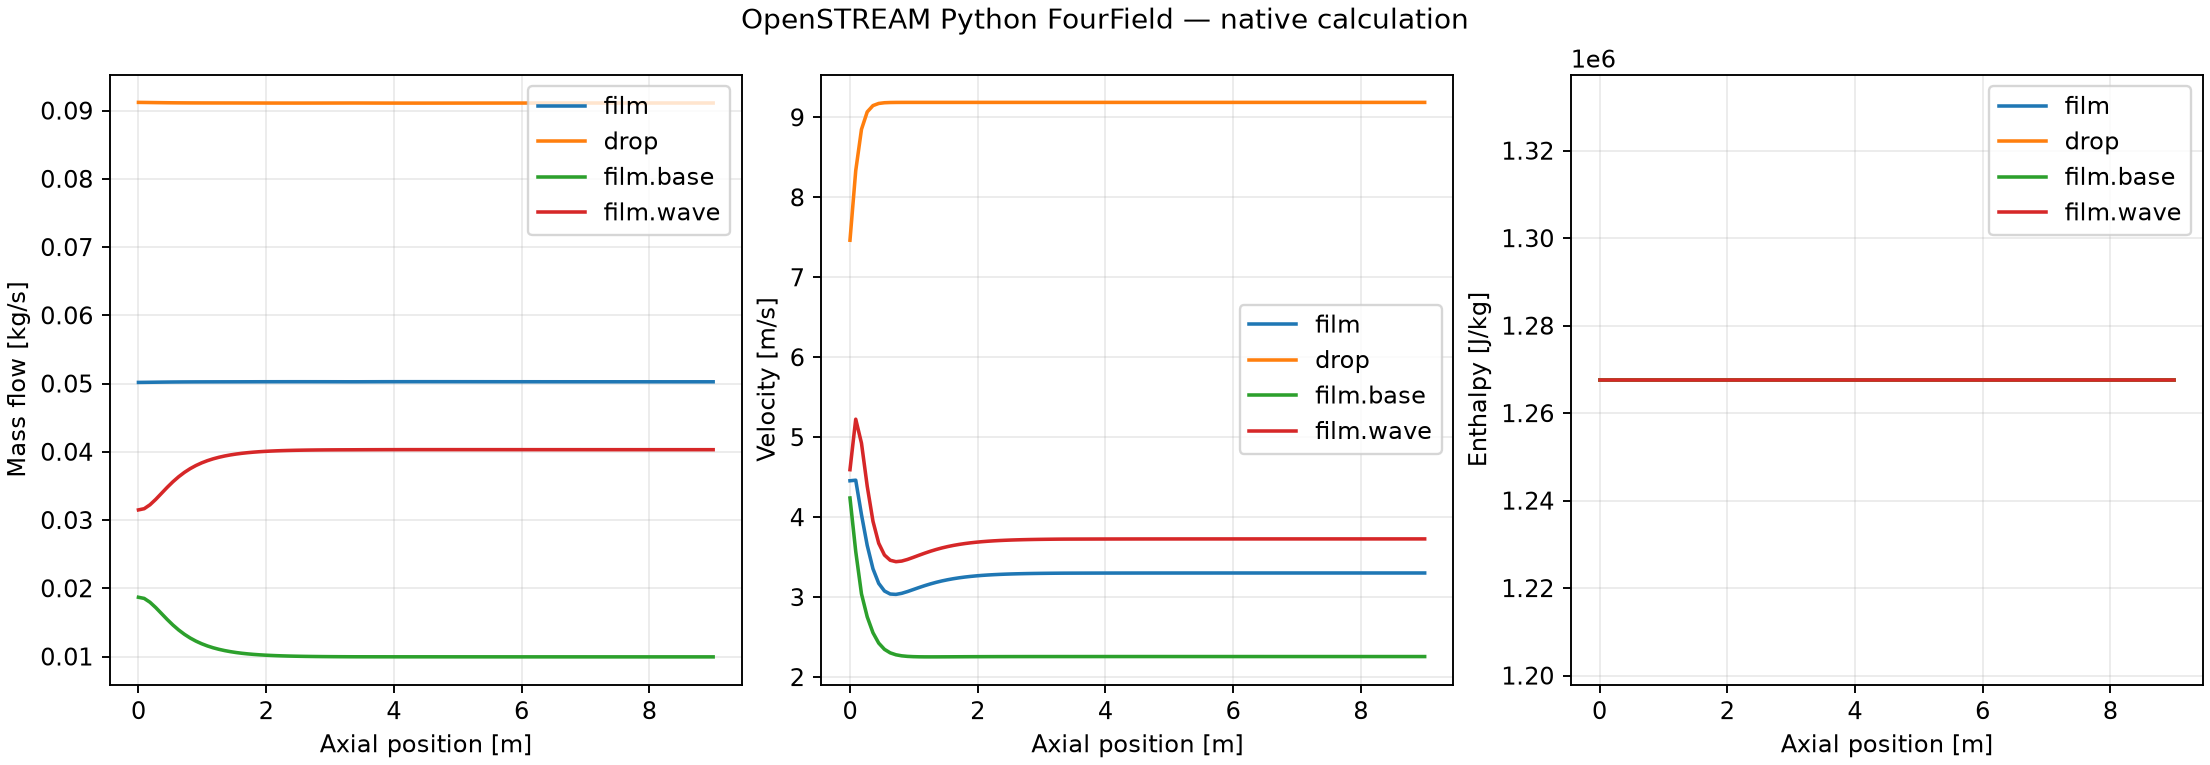 OpenSTREAM Python FourField — native calculation
Mass flow [kg/s]
0.09
0.08
0.07
0.06
0.05
0.04
0.03
0.02
0.01
film
drop
film.base
film.wave
0 2 4 6 8
Axial position [m]
Velocity [m/s]
9
8
7
6
5
4
3
2
film
drop
film.base
film.wave
0 2 4 6 8
Axial position [m]
1e6
Enthalpy [J/kg]
1.32
1.30
1.28
1.26
1.24
1.22
1.20
film
drop
film.base
film.wave
0 2 4 6 8
Axial position [m]